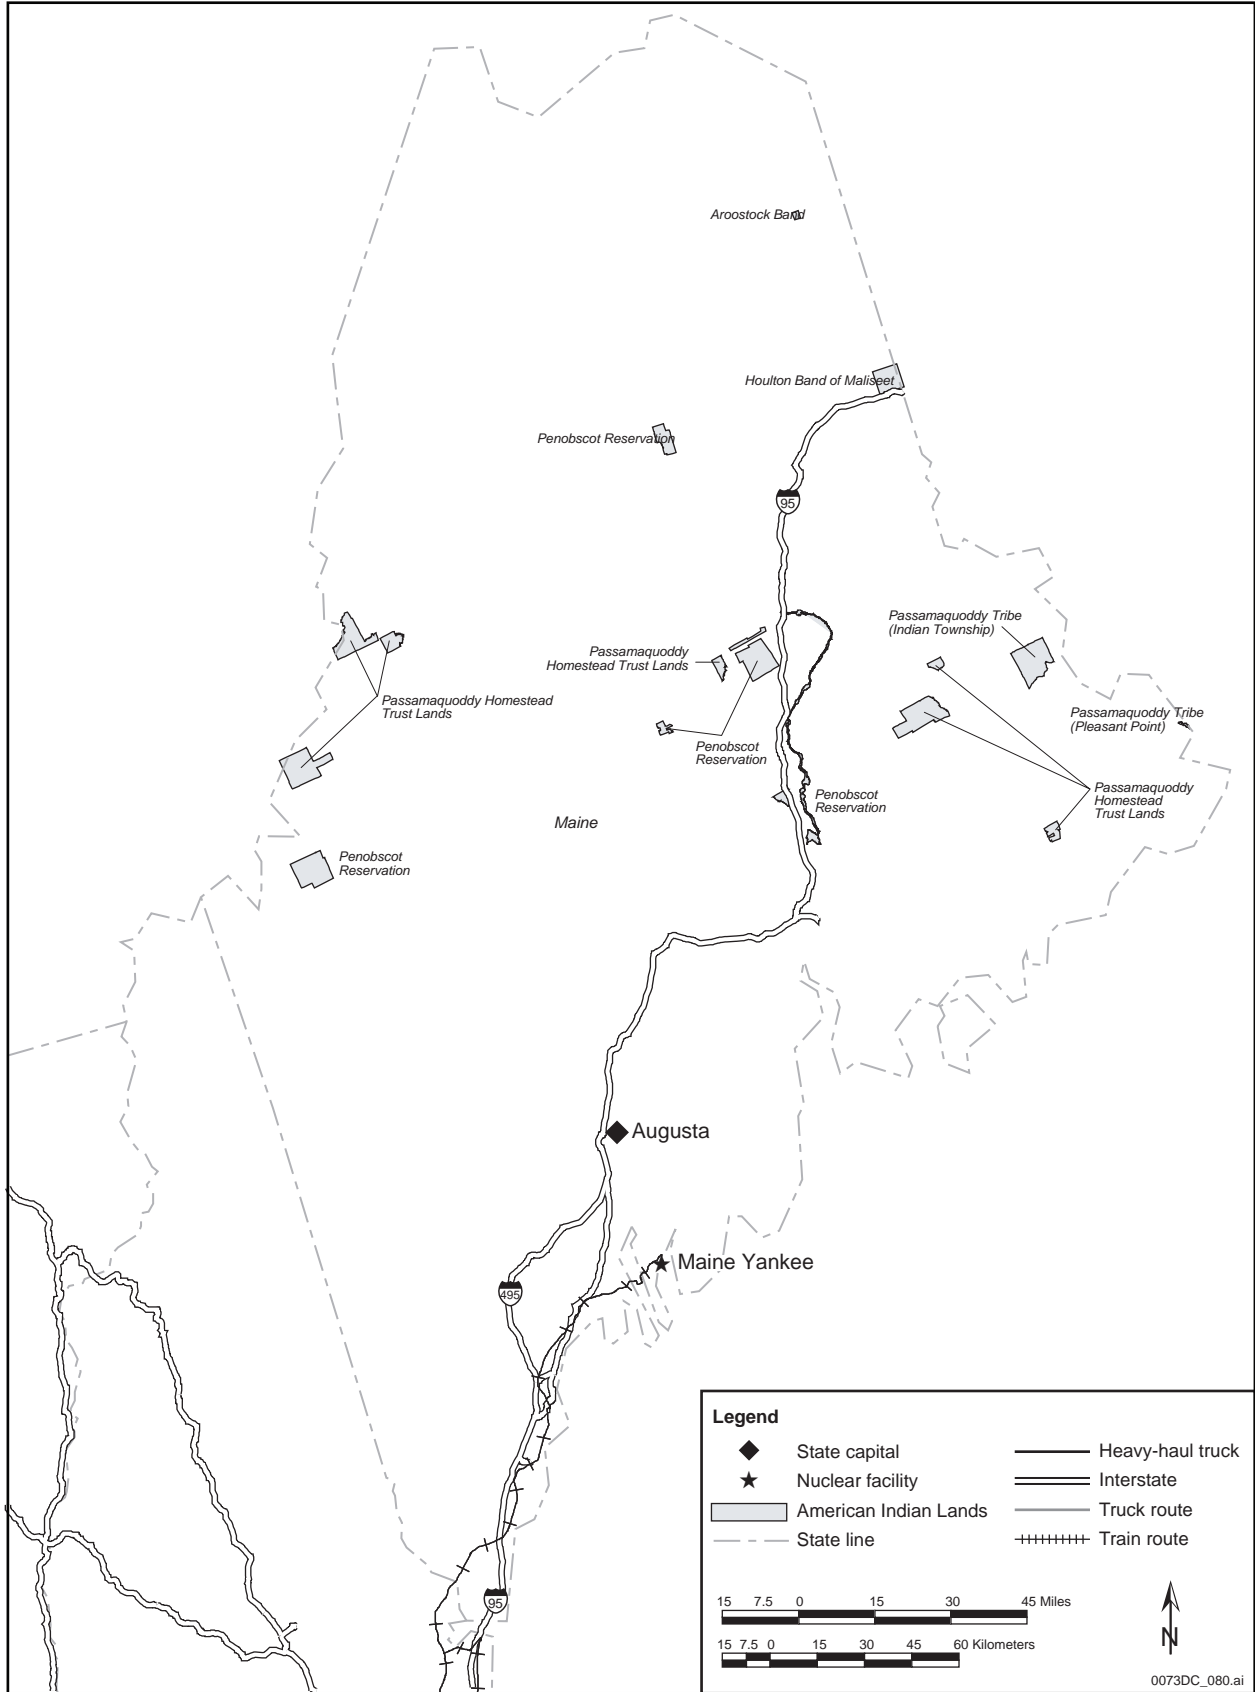 Aroostock Band
Houlton Band of Maliseet
Penobscot Reservation
95
Passamaquoddy Tribe
(Indian Township)
Passamaquoddy
Homestead Trust Lands
Passamaquoddy Homestead
Trust Lands
Passamaquoddy Tribe
(Pleasant Point)
Penobscot
Reservation
Penobscot
Reservation
Passamaquoddy
Homestead
Trust Lands
Maine
Penobscot
Reservation
Augusta
Maine Yankee
495
95
Legend
State capital
Nuclear facility
American Indian Lands
State line
Heavy-haul truck
Interstate
Truck route
Train route
15 7.5 0 15 30 45 Miles
15 7.5 0 15 30 45 60 Kilometers
N
0073DC_080.ai